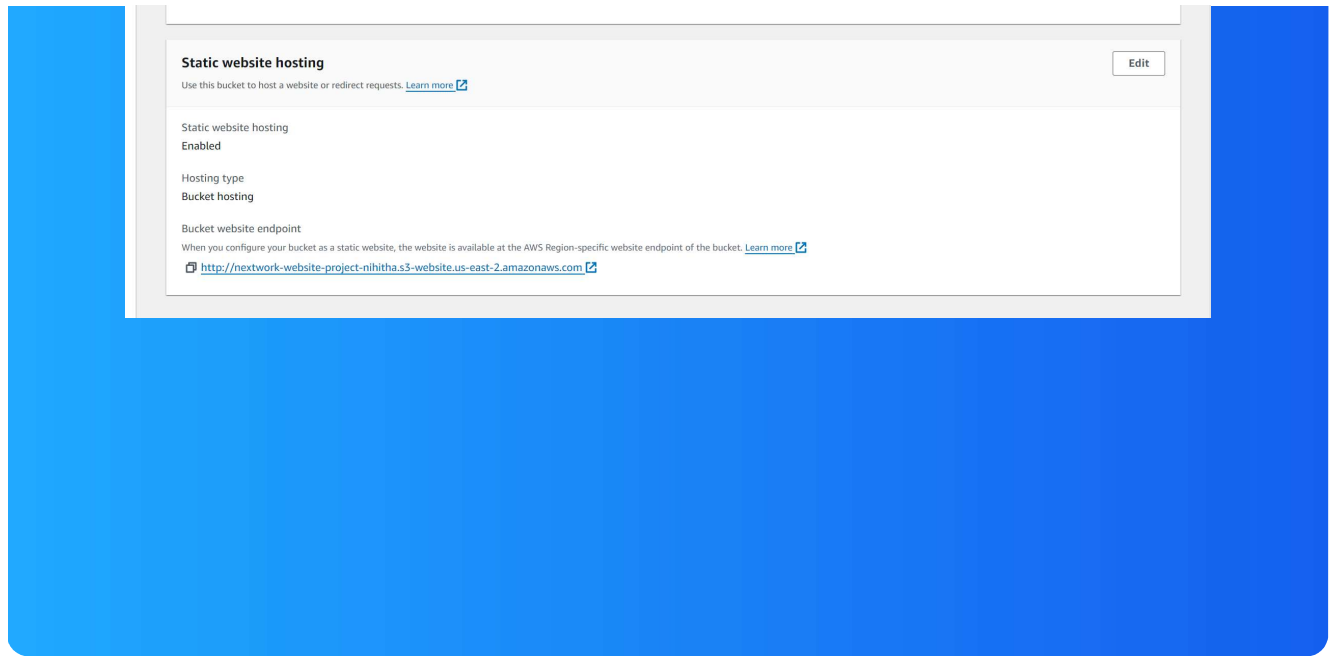 Static website hosting
Edit
Use this bucket to host a website or redirect requests. Learn more
Static website hosting
Enabled
Hosting type
Bucket hosting
Bucket website endpoint
When you configure your bucket as a static website, the website is available at the AWS Region-specific website endpoint of the bucket. Learn more
http://nextwork-website-project-nihitha.s3-website.us-east-2.amazonaws.com